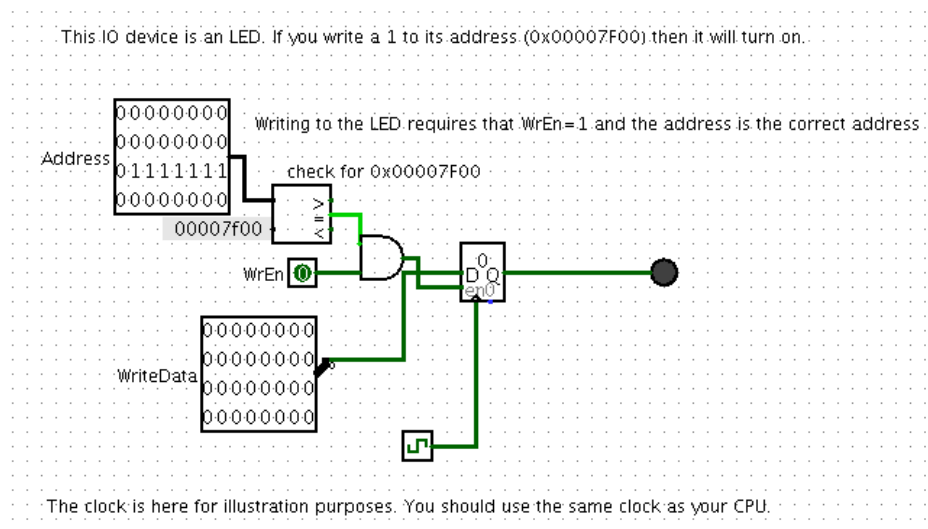 This IO device is an LED. If you write a 1 to its address (0x00007F00) then it will turn on.
00000000
Writing to the LED requires that WrEn=1 and the address is the correct address
00000000
Address
01111111
check for 0x00007F00
00000000
>
=
<
00007f00
WrEn
0
0
D Q
en0
00000000
00000000
WriteData
00000000
00000000
0
The clock is here for illustration purposes. You should use the same clock as your CPU.